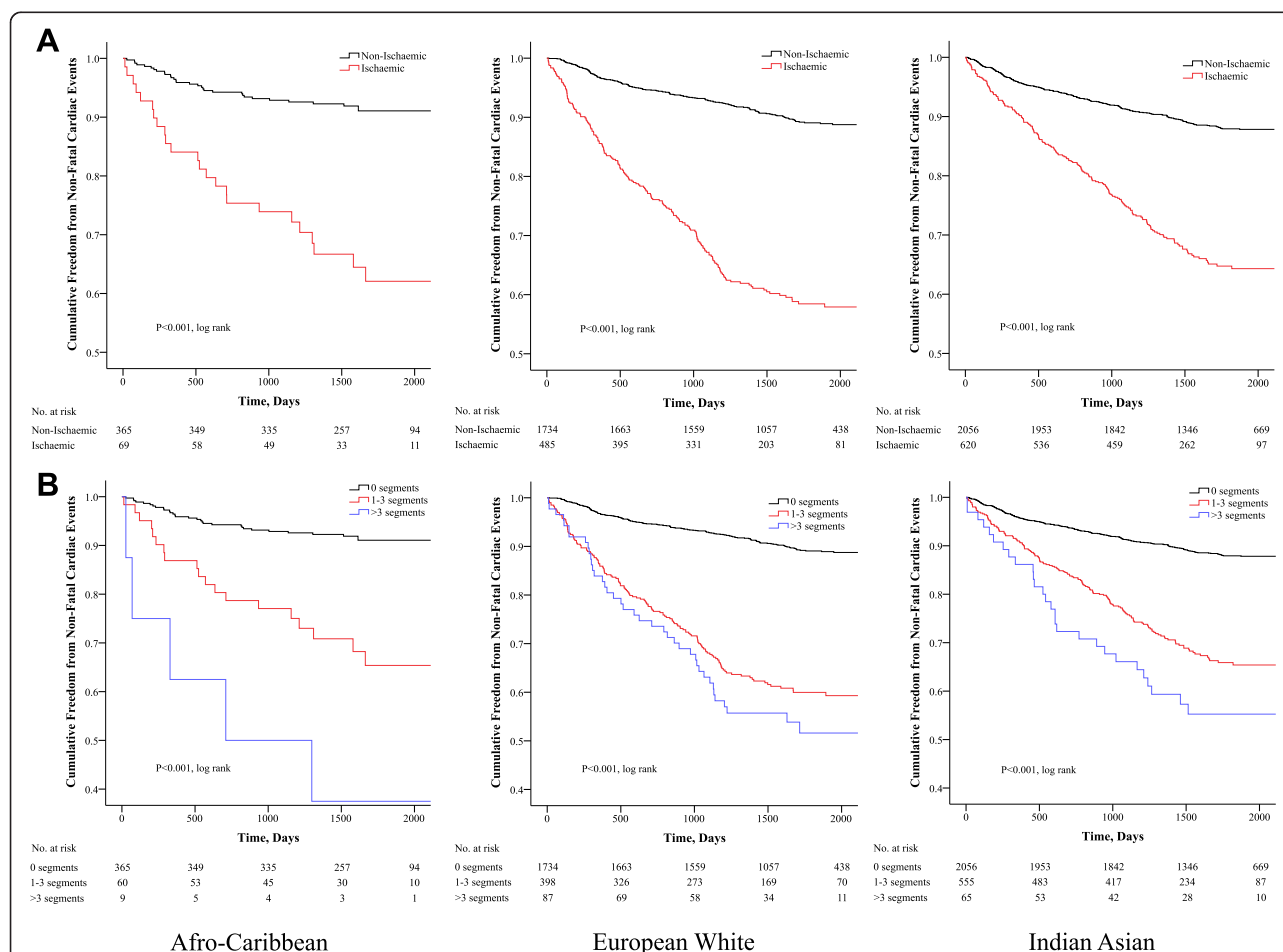 A
Cumulative Freedom from Non-Fatal Cardiac Events
1.0
0.9
0.8
0.7
0.6
0.5
Non-Ischaemic
Ischaemic
P<0.001, log rank
0 500 1000 1500 2000
Time, Days
No. at risk
Non-Ischaemic 365 349 335 257 94
Ischaemic 69 58 49 33 11
Cumulative Freedom from Non-Fatal Cardiac Events
1.0
0.9
0.8
0.7
0.6
0.5
Non-Ischaemic
Ischaemic
P<0.001, log rank
0 500 1000 1500 2000
Time, Days
No. at risk
Non-Ischaemic 1734 1663 1559 1057 438
Ischaemic 485 395 331 203 81
Cumulative Freedom from Non-Fatal Cardiac Events
1.0
0.9
0.8
0.7
0.6
0.5
Non-Ischaemic
Ischaemic
P<0.001, log rank
0 500 1000 1500 2000
Time, Days
No. at risk
Non-Ischaemic 2056 1953 1842 1346 669
Ischaemic 620 536 459 262 97
B
Cumulative Freedom from Non-Fatal Cardiac Events
1.0
0.9
0.8
0.7
0.6
0.5
0.4
0 segments
1-3 segments
>3 segments
P<0.001, log rank
0 500 1000 1500 2000
Time, Days
No. at risk
0 segments 365 349 335 257 94
1-3 segments 60 53 45 30 10
>3 segments 9 5 4 3 1
Afro-Caribbean
Cumulative Freedom from Non-Fatal Cardiac Events
1.0
0.9
0.8
0.7
0.6
0.5
0.4
0 segments
1-3 segments
>3 segments
P<0.001, log rank
0 500 1000 1500 2000
Time, Days
No. at risk
0 segments 1734 1663 1559 1057 438
1-3 segments 398 326 273 169 70
>3 segments 87 69 58 34 11
European White
Cumulative Freedom from Non-Fatal Cardiac Events
1.0
0.9
0.8
0.7
0.6
0.5
0.4
0 segments
1-3 segments
>3 segments
P<0.001, log rank
0 500 1000 1500 2000
Time, Days
No. at risk
0 segments 2056 1953 1842 1346 669
1-3 segments 555 483 417 234 87
>3 segments 65 53 42 28 10
Indian Asian